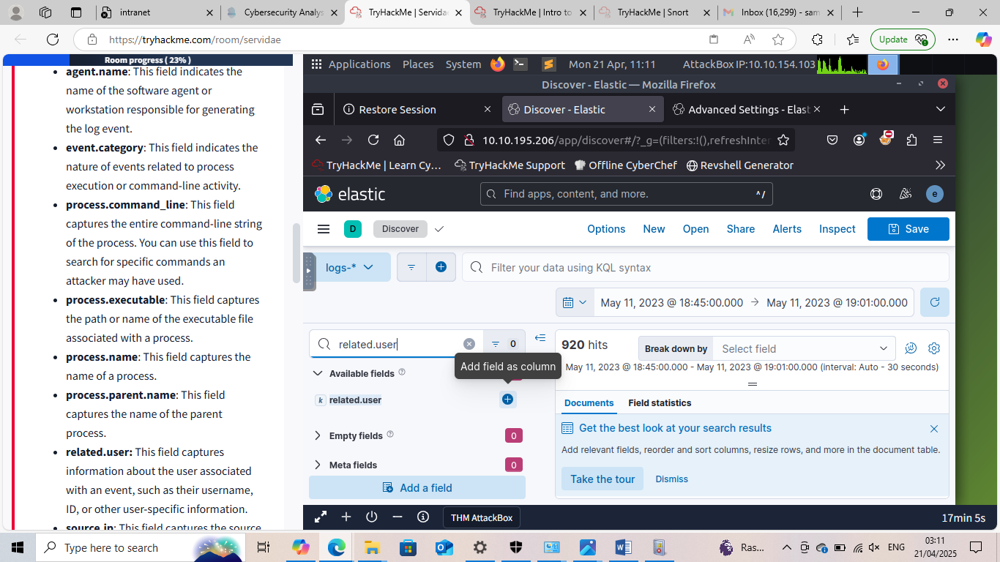 intranet
Cybersecurity Analys
TryHackMe | Servidae
TryHackMe | Intro to
TryHackMe | Snort
Inbox (16,299) - sam
https://tryhackme.com/room/servidae
Update
Room progress ( 23% )
agent.name: This field indicates the
name of the software agent or
workstation responsible for generating
the log event.
event.category: This field indicates the
nature of events related to process
execution or command-line activity.
process.command_line: This field
captures the entire command-line string
of the process. You can use this field to
search for specific commands an
attacker may have used.
process.executable: This field captures
the path or name of the executable file
associated with a process.
process.name: This field captures the
name of a process.
process.parent.name: This field
captures the name of the parent
process.
related.user: This field captures
information about the user associated
with an event, such as their username,
ID, or other user-specific information.
source.ip: This field captures the source
Applications Places System Mon 21 Apr, 11:11 AttackBox IP:10.10.154.103
Discover - Elastic — Mozilla Firefox
Restore Session
Discover - Elastic
Advanced Settings - Elast
10.10.195.206/app/discover#/?_g=(filters:!(),refreshInter
TryHackMe | Learn Cy...
TryHackMe Support
Offline CyberChef
Revshell Generator
elastic
Find apps, content, and more.
^/
e
D
Discover
Options New Open Share Alerts Inspect Save
logs-*
Filter your data using KQL syntax
May 11, 2023 @ 18:45:00.000 → May 11, 2023 @ 19:01:00.000
related.user
0
Add field as column
Available fields
k related.user
Empty fields
0
Meta fields
0
Add a field
920 hits
Break down by Select field
May 11, 2023 @ 18:45:00.000 - May 11, 2023 @ 19:01:00.000 (interval: Auto - 30 seconds)
Documents Field statistics
Get the best look at your search results
Add relevant fields, reorder and sort columns, resize rows, and more in the document table.
Take the tour Dismiss
THM AttackBox
17min 5s
Type here to search
Ras...
ENG
03:11
21/04/2025